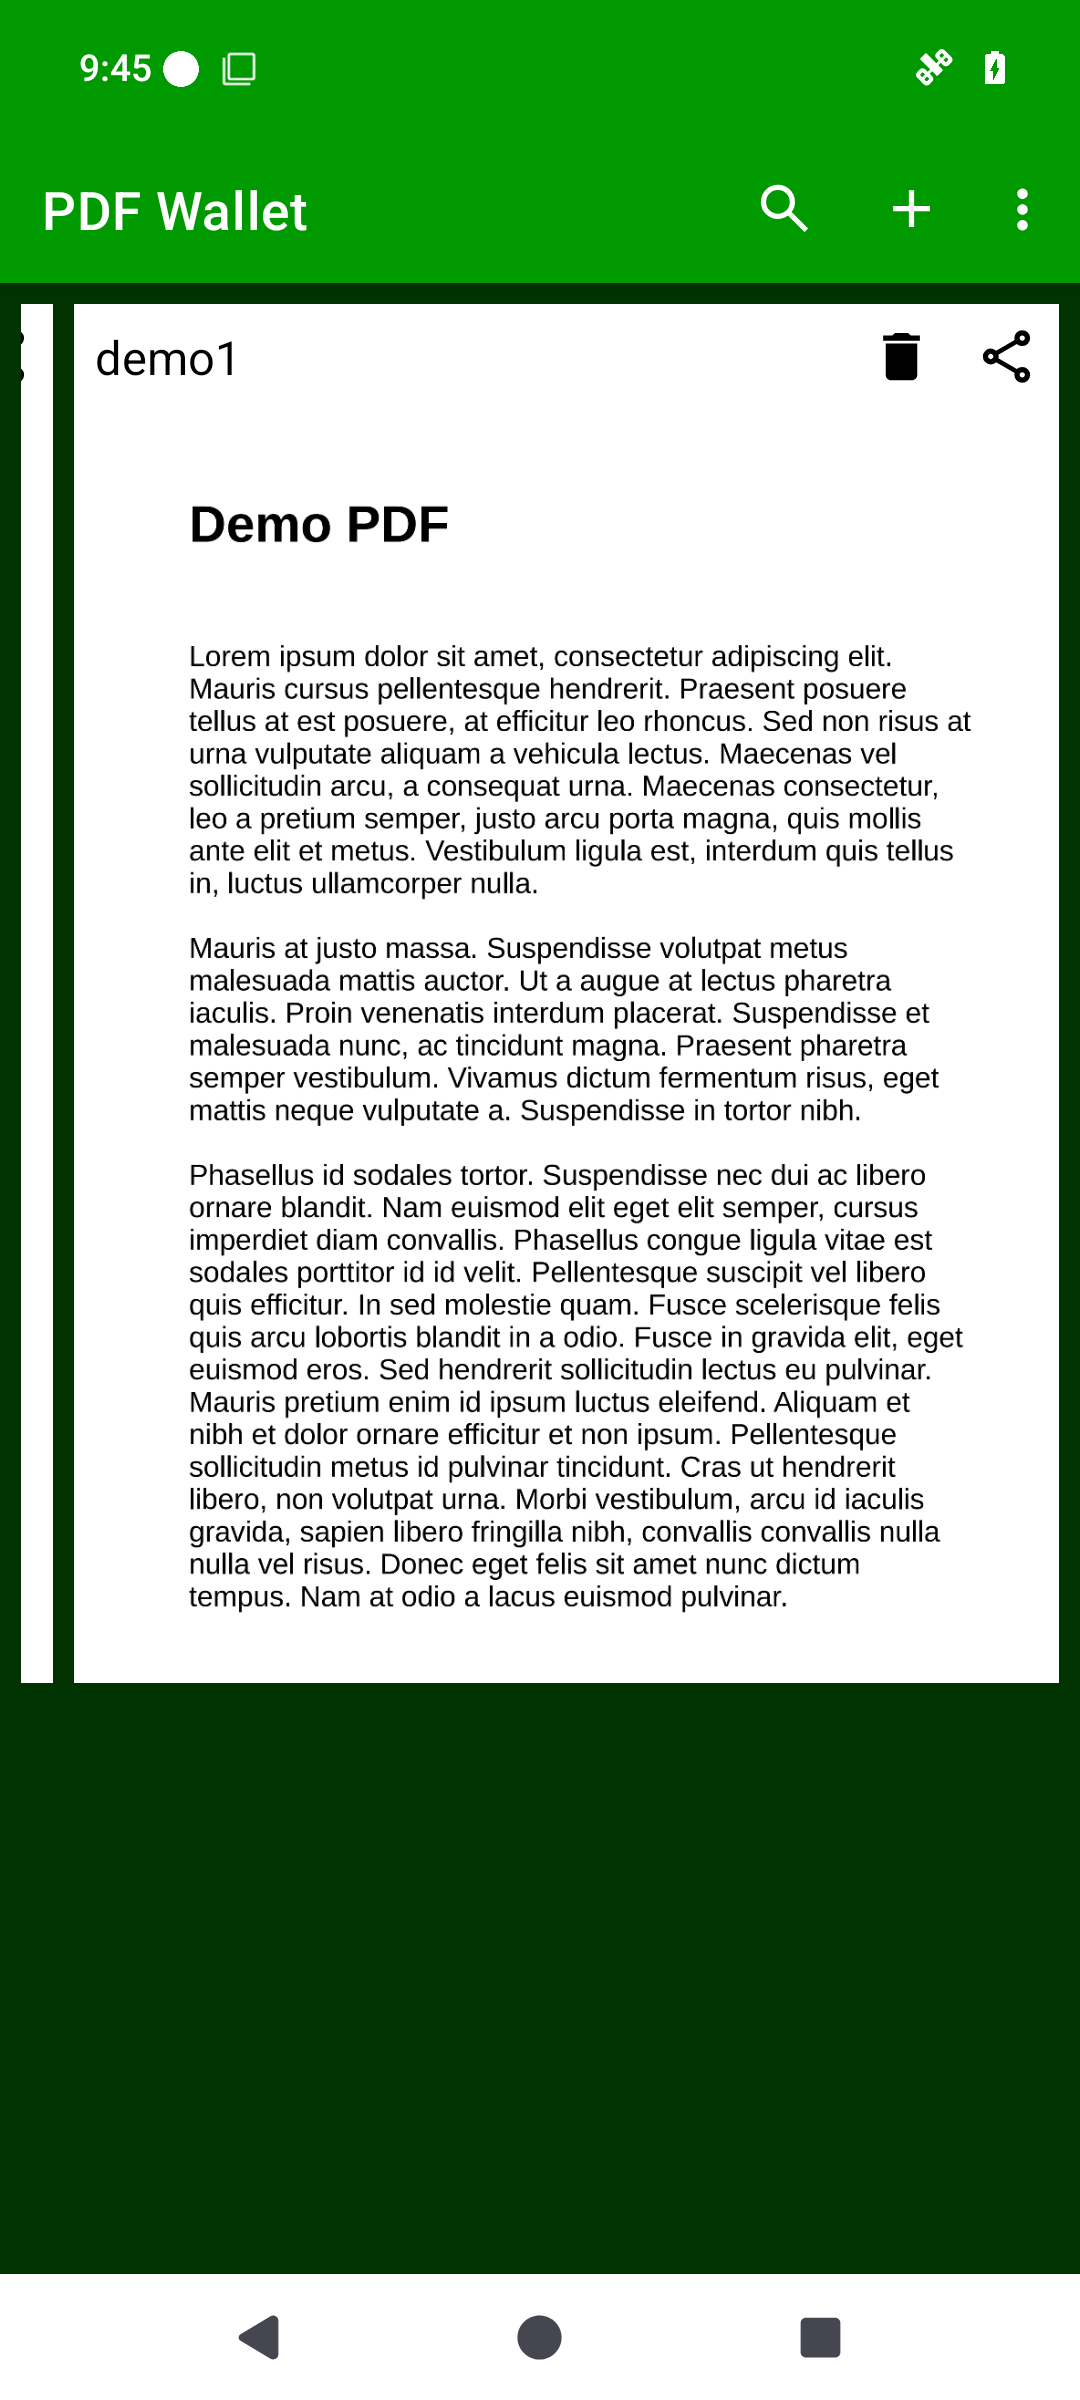 9:45
PDF Wallet
demo1
Demo PDF
Lorem ipsum dolor sit amet, consectetur adipiscing elit.
Mauris cursus pellentesque hendrerit. Praesent posuere
tellus at est posuere, at efficitur leo rhoncus. Sed non risus at
urna vulputate aliquam a vehicula lectus. Maecenas vel
sollicitudin arcu, a consequat urna. Maecenas consectetur,
leo a pretium semper, justo arcu porta magna, quis mollis
ante elit et metus. Vestibulum ligula est, interdum quis tellus
in, luctus ullamcorper nulla.
Mauris at justo massa. Suspendisse volutpat metus
malesuada mattis auctor. Ut a augue at lectus pharetra
iaculis. Proin venenatis interdum placerat. Suspendisse et
malesuada nunc, ac tincidunt magna. Praesent pharetra
semper vestibulum. Vivamus dictum fermentum risus, eget
mattis neque vulputate a. Suspendisse in tortor nibh.
Phasellus id sodales tortor. Suspendisse nec dui ac libero
ornare blandit. Nam euismod elit eget elit semper, cursus
imperdiet diam convallis. Phasellus congue ligula vitae est
sodales porttitor id id velit. Pellentesque suscipit vel libero
quis efficitur. In sed molestie quam. Fusce scelerisque felis
quis arcu lobortis blandit in a odio. Fusce in gravida elit, eget
euismod eros. Sed hendrerit sollicitudin lectus eu pulvinar.
Mauris pretium enim id ipsum luctus eleifend. Aliquam et
nibh et dolor ornare efficitur et non ipsum. Pellentesque
sollicitudin metus id pulvinar tincidunt. Cras ut hendrerit
libero, non volutpat urna. Morbi vestibulum, arcu id iaculis
gravida, sapien libero fringilla nibh, convallis convallis nulla
nulla vel risus. Donec eget felis sit amet nunc dictum
tempus. Nam at odio a lacus euismod pulvinar.